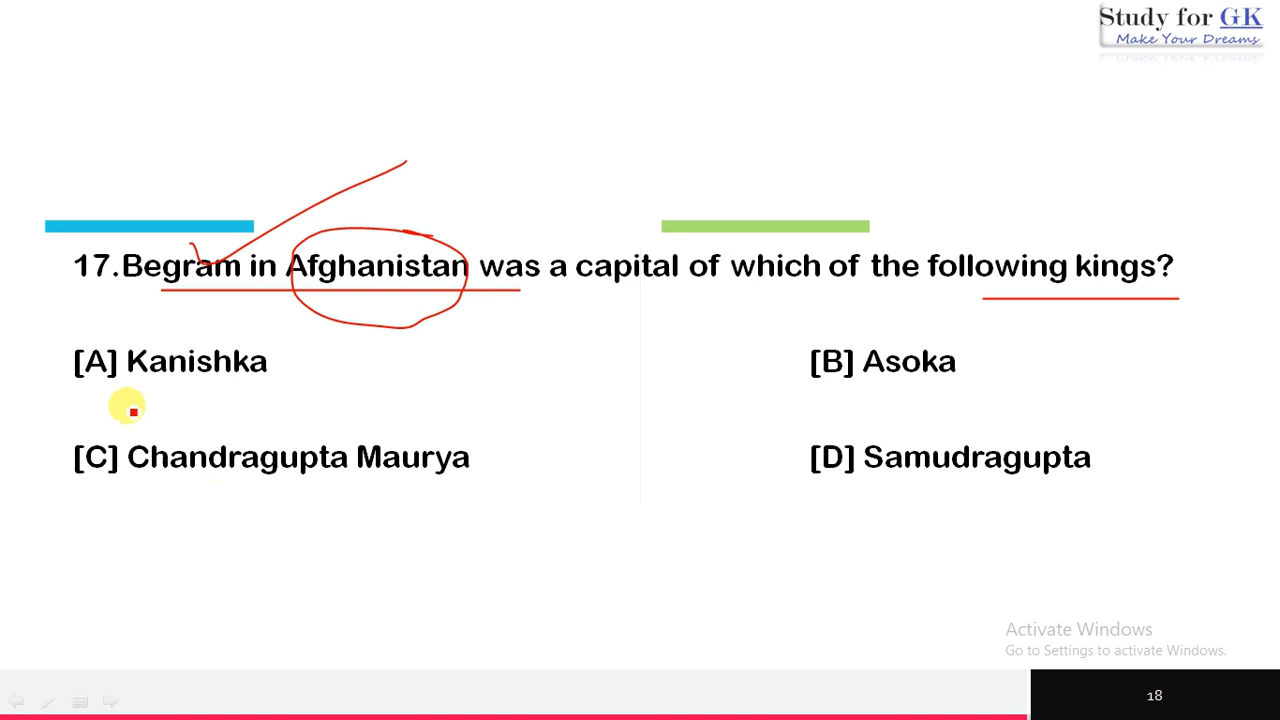 Study for GK
Make Your Dreams
17.Begram in Afghanistan was a capital of which of the following kings?
[A] Kanishka
[B] Asoka
[C] Chandragupta Maurya
[D] Samudragupta
Activate Windows
Go to Settings to activate Windows.
18